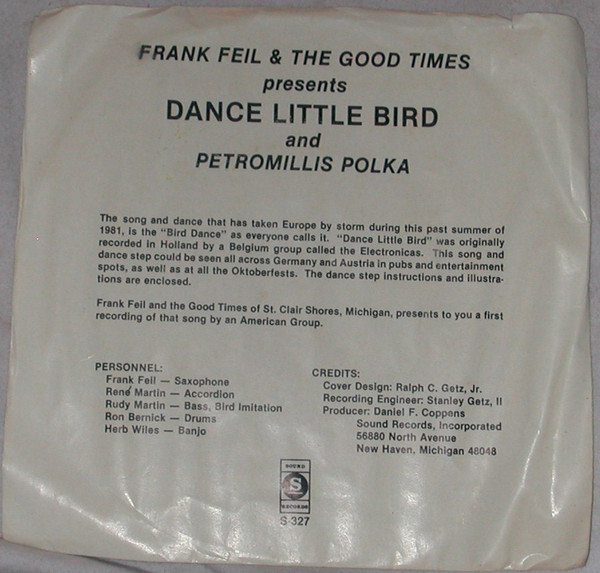 FRANK FEIL & THE GOOD TIMES
presents
DANCE LITTLE BIRD
and
PETROMILLIS POLKA
The song and dance that has taken Europe by storm during this past summer of
1981, is the "Bird Dance" as everyone calls it. "Dance Little Bird" was originally
recorded in Holland by a Belgium group called the Electronicas. This song and
dance step could be seen all across Germany and Austria in pubs and entertainment
spots, as well as at all the Oktoberfests. The dance step instructions and illustra-
tions are enclosed.
Frank Feil and the Good Times of St. Clair Shores, Michigan, presents to you a first
recording of that song by an American Group.
PERSONNEL:
Frank Feil — Saxophone
René Martin — Accordion
Rudy Martin — Bass, Bird Imitation
Ron Bernick — Drums
Herb Wiles — Banjo
CREDITS:
Cover Design: Ralph C. Getz, Jr.
Recording Engineer: Stanley Getz, II
Producer: Daniel F. Coppens
Sound Records, Incorporated
56880 North Avenue
New Haven, Michigan 48048
SOUND
S
RECORDS
S-327